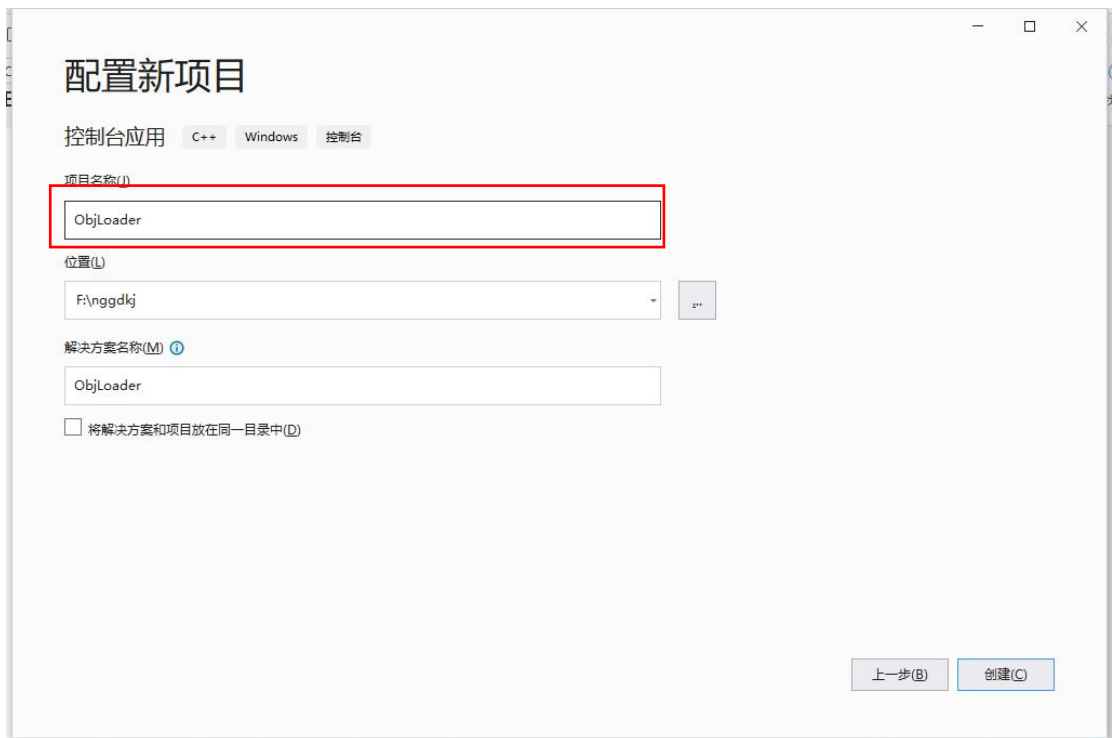 配置新项目
控制台应用 C++ Windows 控制台
项目名称(J)
ObjLoader
位置(L)
F:\nggdkj
...
解决方案名称(M)
ObjLoader
将解决方案和项目放在同一目录中(D)
上一步(B) 创建(C)